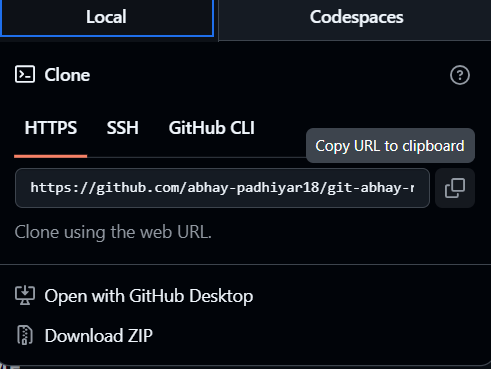 Local Codespaces
Clone
HTTPS SSH GitHub CLI
Copy URL to clipboard
https://github.com/abhay-padhiyar18/git-abhay-
Clone using the web URL.
Open with GitHub Desktop
Download ZIP